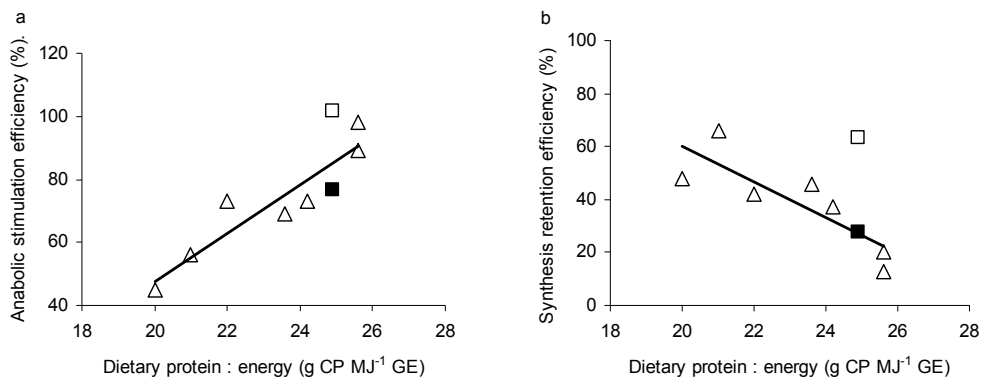 a
Anabolic stimulation efficiency (%).
120
100
80
60
40
18 20 22 24 26 28
Dietary protein : energy (g CP MJ⁻¹ GE)
b
Synthesis retention efficiency (%)
100
80
60
40
20
0
18 20 22 24 26 28
Dietary protein : energy (g CP MJ⁻¹ GE)